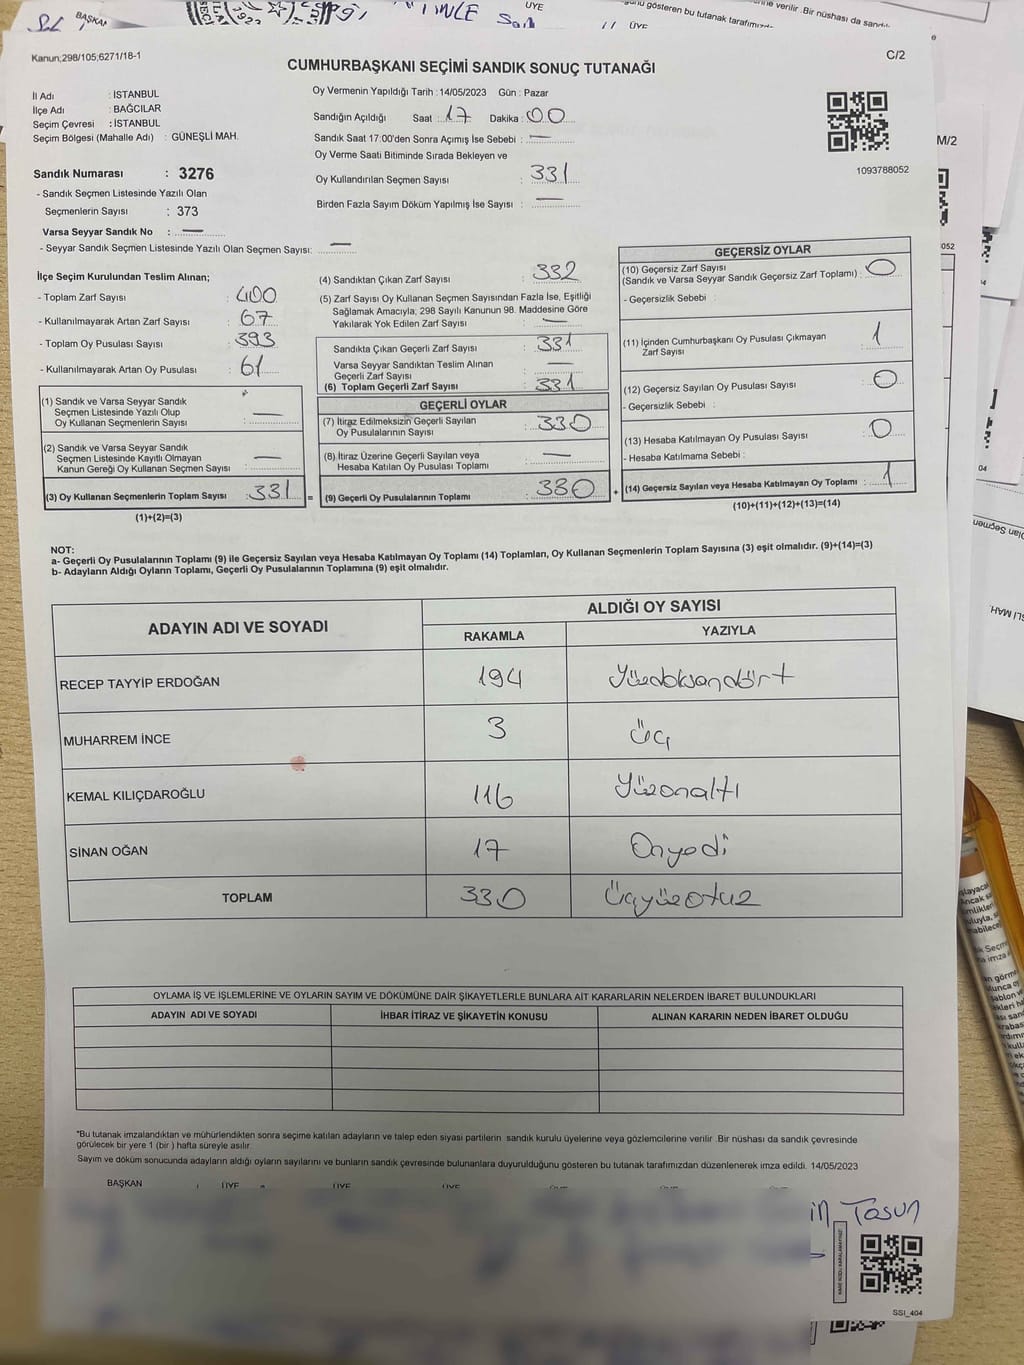 Kanun;298/105;6271/18-1
C/2
CUMHURBAŞKANI SEÇİMİ SANDIK SONUÇ TUTANAĞI
İl Adı : İSTANBUL
İlçe Adı : BAĞCILAR
Seçim Çevresi : İSTANBUL
Seçim Bölgesi (Mahalle Adı) : GÜNEŞLİ MAH.
Sandık Numarası : 3276
- Sandık Seçmen Listesinde Yazılı Olan
Seçmenlerin Sayısı : 373
Varsa Seyyar Sandık No : —
- Seyyar Sandık Seçmen Listesinde Yazılı Olan Seçmen Sayısı: —
Oy Vermenin Yapıldığı Tarih :14/05/2023 Gün : Pazar
Sandığın Açıldığı Saat : 17 Dakika: 00
Sandık Saat 17:00'den Sonra Açımış İse Sebebi : —
Oy Verme Saati Bitiminde Sırada Bekleyen ve
Oy Kullandırılan Seçmen Sayısı : 331
Birden Fazla Sayım Döküm Yapılmış İse Sayısı : —
1093788052
İlçe Seçim Kurulundan Teslim Alınan;
- Toplam Zarf Sayısı : 400
- Kullanılmayarak Artan Zarf Sayısı : 67
- Toplam Oy Pusulası Sayısı : 393
- Kullanılmayarak Artan Oy Pusulası : 61
(1) Sandık ve Varsa Seyyar Sandık
Seçmen Listesinde Yazılı Olup
Oy Kullanan Seçmenlerin Sayısı : —
(2) Sandık ve Varsa Seyyar Sandık
Seçmen Listesinde Kayıtlı Olmayan
Kanun Gereği Oy Kullanan Seçmen Sayısı : —
(3) Oy Kullanan Seçmenlerin Toplam Sayısı : 331 =
(1)+(2)=(3)
(4) Sandıktan Çıkan Zarf Sayısı : 332
(5) Zarf Sayısı Oy Kullanan Seçmen Sayısından Fazla İse, Eşitliği
Sağlamak Amacıyla; 298 Sayılı Kanunun 98. Maddesine Göre
Yakılarak Yok Edilen Zarf Sayısı : —
Sandıkta Çıkan Geçerli Zarf Sayısı : 331
Varsa Seyyar Sandıktan Teslim Alınan
Geçerli Zarf Sayısı : —
(6) Toplam Geçerli Zarf Sayısı : 331
GEÇERLİ OYLAR
(7) İtiraz Edilmeksizin Geçerli Sayılan
Oy Pusulalarının Sayısı : 330
(8) İtiraz Üzerine Geçerli Sayılan veya
Hesaba Katılan Oy Pusulası Toplamı : —
(9) Geçerli Oy Pusulalarının Toplamı : 330 +
GEÇERSİZ OYLAR
(10) Geçersiz Zarf Sayısı
(Sandık ve Varsa Seyyar Sandık Geçersiz Zarf Toplamı) : 0
- Geçersizlik Sebebi :
(11) İçinden Cumhurbaşkanı Oy Pusulası Çıkmayan
Zarf Sayısı : 1
(12) Geçersiz Sayılan Oy Pusulası Sayısı : 0
- Geçersizlik Sebebi :
(13) Hesaba Katılmayan Oy Pusulası Sayısı : 0
- Hesaba Katılmama Sebebi :
(14) Geçersiz Sayılan veya Hesaba Katılmayan Oy Toplamı : 1
(10)+(11)+(12)+(13)=(14)
NOT:
a- Geçerli Oy Pusulalarının Toplamı (9) ile Geçersiz Sayılan veya Hesaba Katılmayan Oy Toplamı (14) Toplamları, Oy Kullanan Seçmenlerin Toplam Sayısına (3) eşit olmalıdır. (9)+(14)=(3)
b- Adayların Aldığı Oyların Toplamı, Geçerli Oy Pusulalarının Toplamına (9) eşit olmalıdır.
ADAYIN ADI VE SOYADI
ALDIĞI OY SAYISI
RAKAMLA YAZIYLA
RECEP TAYYİP ERDOĞAN 194 Yüzdoksandört
MUHARREM İNCE 3 Üç
KEMAL KILIÇDAROĞLU 116 Yüzonaltı
SİNAN OĞAN 17 Onyedi
TOPLAM 330 Üçyüzotuz
OYLAMA İŞ VE İŞLEMLERİNE VE OYLARIN SAYIM VE DÖKÜMÜNE DAİR ŞİKAYETLERLE BUNLARA AİT KARARLARIN NELERDEN İBARET BULUNDUKLARI
ADAYIN ADI VE SOYADI İHBAR İTİRAZ VE ŞİKAYETİN KONUSU ALINAN KARARIN NEDEN İBARET OLDUĞU
*Bu tutanak imzalandıktan ve mühürlendikten sonra seçime katılan adayların ve talep eden siyasi partilerin sandık kurulu üyelerine veya gözlemcilerine verilir .Bir nüshası da sandık çevresinde
görülecek bir yere 1 (bir ) hafta süreyle asılır
Sayım ve döküm sonucunda adayların aldığı oyların sayılarını ve bunların sandık çevresinde bulunanlara duyurulduğunu gösteren bu tutanak tarafımızdan düzenlenerek imza edildi. 14/05/2023
BAŞKAN ÜYE ÜYE ÜYE
Tosun
SSI_404